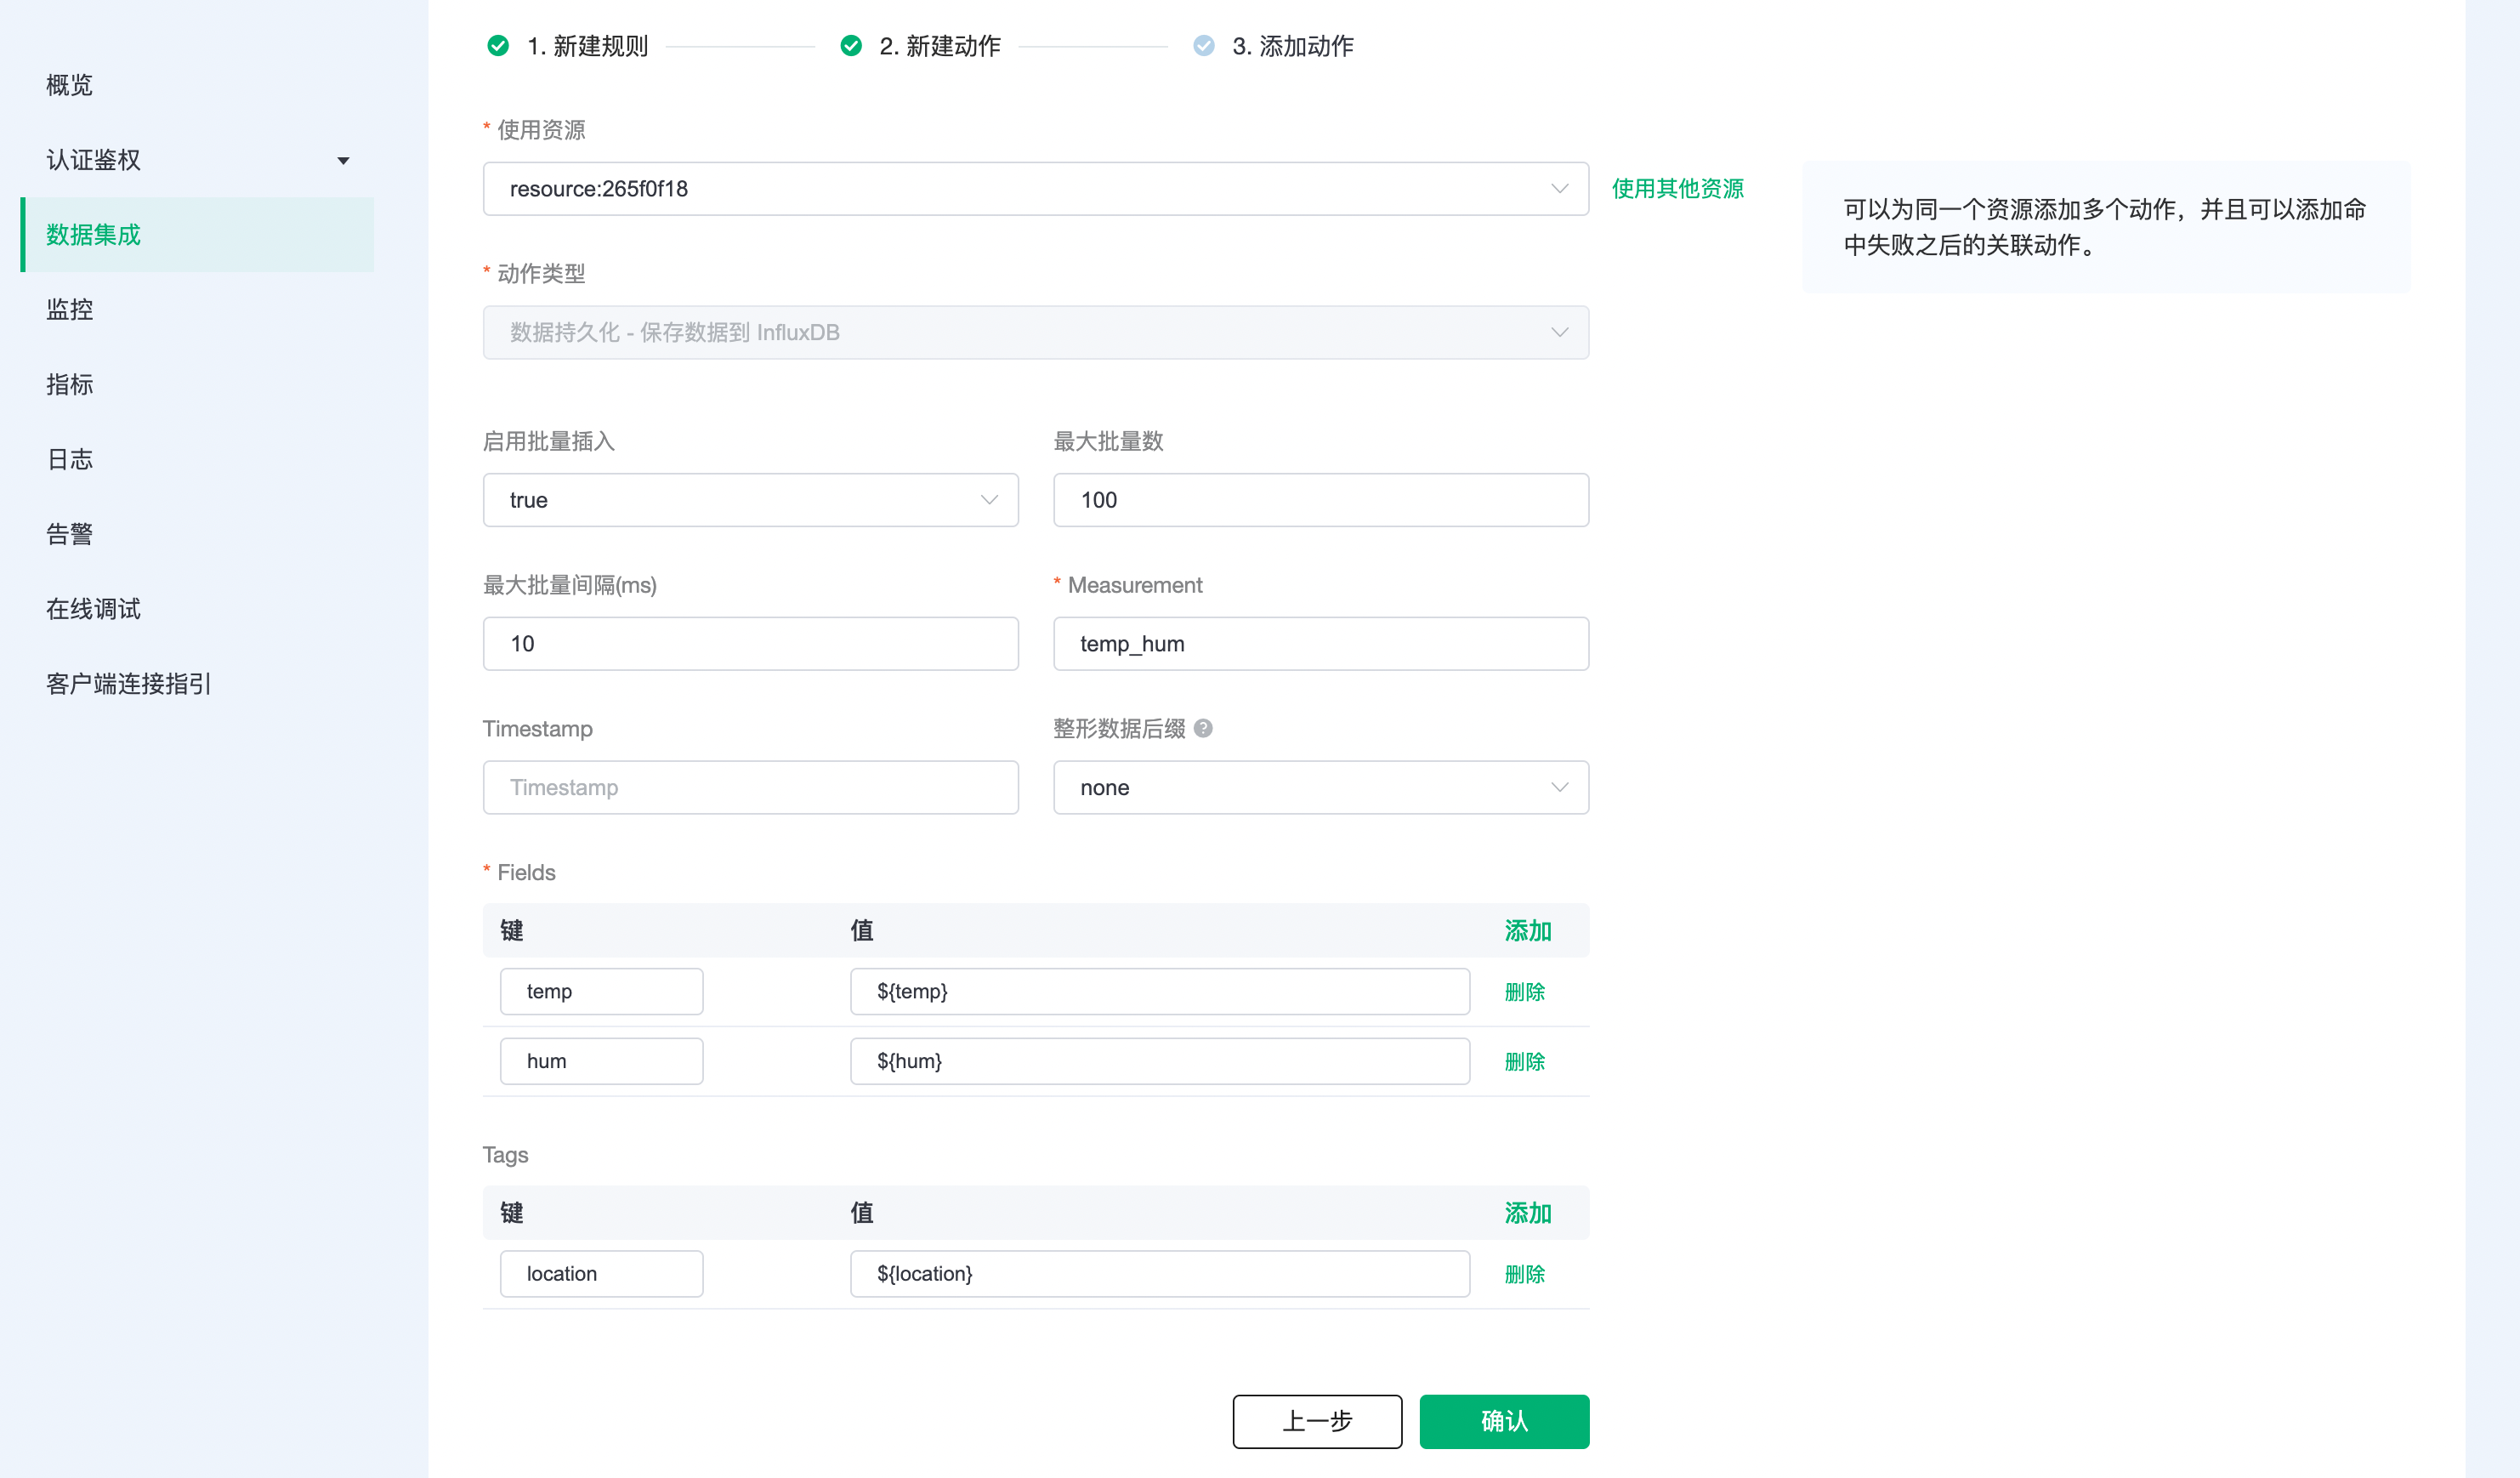 1. 新建规则
2. 新建动作
3. 添加动作
概览
认证鉴权
数据集成
监控
指标
日志
告警
在线调试
客户端连接指引
* 使用资源
resource:265f0f18
使用其他资源
可以为同一个资源添加多个动作，并且可以添加命
中失败之后的关联动作。
* 动作类型
数据持久化 - 保存数据到 InfluxDB
启用批量插入
最大批量数
true
100
最大批量间隔(ms)
* Measurement
10
temp_hum
Timestamp
整形数据后缀 ?
Timestamp
none
* Fields
键 值 添加
temp ${temp} 删除
hum ${hum} 删除
Tags
键 值 添加
location ${location} 删除
上一步
确认